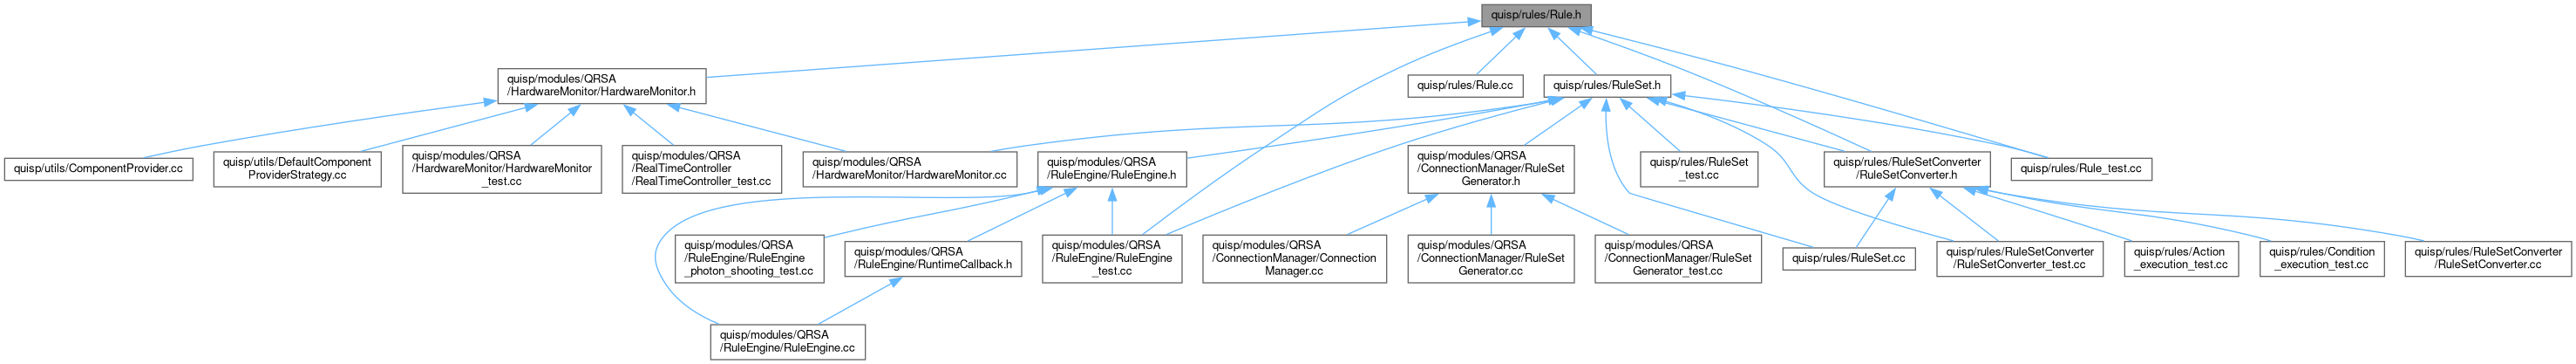 quisp/rules/Rule.h
quisp/modules/QRSA
/HardwareMonitor/HardwareMonitor.h
quisp/rules/Rule.cc
quisp/rules/RuleSet.h
quisp/utils/ComponentProvider.cc
quisp/utils/DefaultComponent
ProviderStrategy.cc
quisp/modules/QRSA
/HardwareMonitor/HardwareMonitor
_test.cc
quisp/modules/QRSA
/RealTimeController
/RealTimeController_test.cc
quisp/modules/QRSA
/HardwareMonitor/HardwareMonitor.cc
quisp/modules/QRSA
/RuleEngine/RuleEngine.h
quisp/modules/QRSA
/ConnectionManager/RuleSet
Generator.h
quisp/rules/RuleSet
_test.cc
quisp/rules/RuleSetConverter
/RuleSetConverter.h
quisp/rules/Rule_test.cc
quisp/modules/QRSA
/RuleEngine/RuleEngine
_photon_shooting_test.cc
quisp/modules/QRSA
/RuleEngine/RuntimeCallback.h
quisp/modules/QRSA
/RuleEngine/RuleEngine
_test.cc
quisp/modules/QRSA
/ConnectionManager/Connection
Manager.cc
quisp/modules/QRSA
/ConnectionManager/RuleSet
Generator.cc
quisp/modules/QRSA
/ConnectionManager/RuleSet
Generator_test.cc
quisp/rules/RuleSet.cc
quisp/rules/RuleSetConverter
/RuleSetConverter_test.cc
quisp/rules/Action
_execution_test.cc
quisp/rules/Condition
_execution_test.cc
quisp/rules/RuleSetConverter
/RuleSetConverter.cc
quisp/modules/QRSA
/RuleEngine/RuleEngine.cc